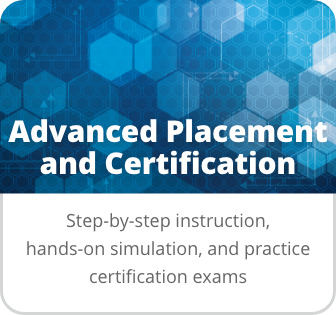 Advanced Placement
and Certification
Step-by-step instruction,
hands-on simulation, and practice
certification exams